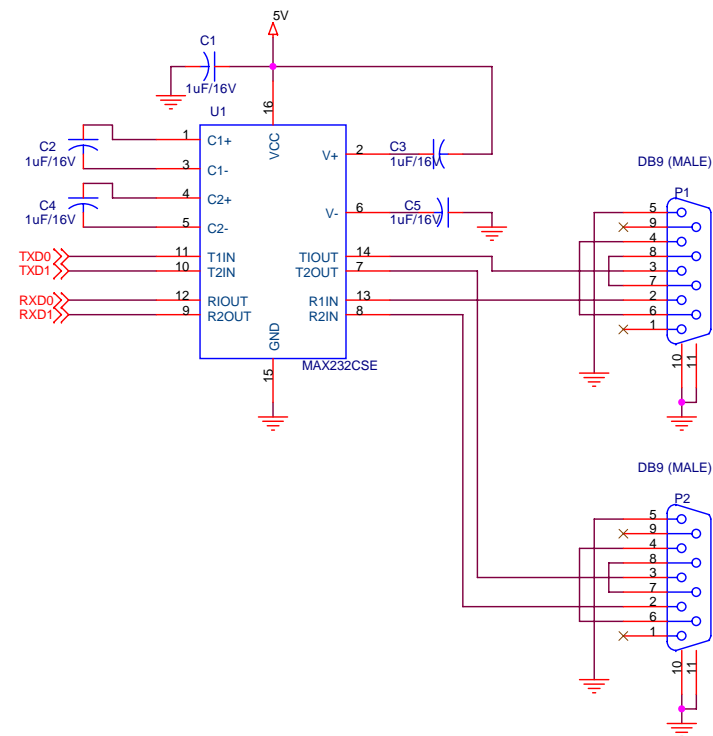 5V
C1
1uF/16V
U1
16
VCC
C2
1uF/16V
1
C1+
3
C1-
C4
1uF/16V
4
C2+
5
C2-
V+
2
C3
1uF/16V
V-
6
C5
1uF/16V
TXD0
11
T1IN
TXD1
10
T2IN
RXD0
12
RIOUT
RXD1
9
R2OUT
TIOUT
14
T2OUT
7
R1IN
13
R2IN
8
GND
15
MAX232CSE
DB9 (MALE)
P1
5
9
4
8
3
7
2
6
1
10
11
DB9 (MALE)
P2
5
9
4
8
3
7
2
6
1
10
11